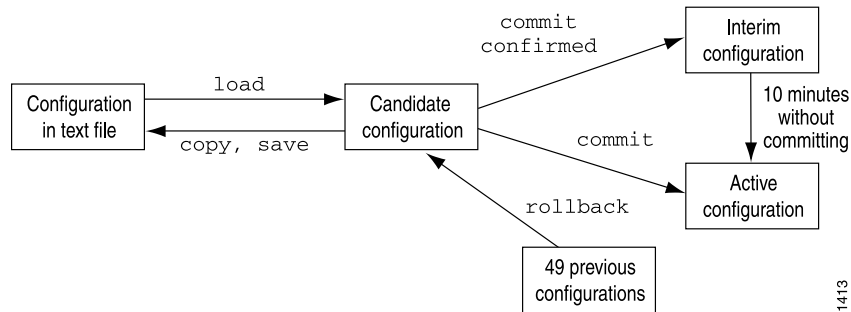 commit
confirmed
Interim
configuration
load
Configuration
in text file
Candidate
configuration
10 minutes
without
committing
copy, save
commit
Active
configuration
rollback
49 previous
configurations
1413